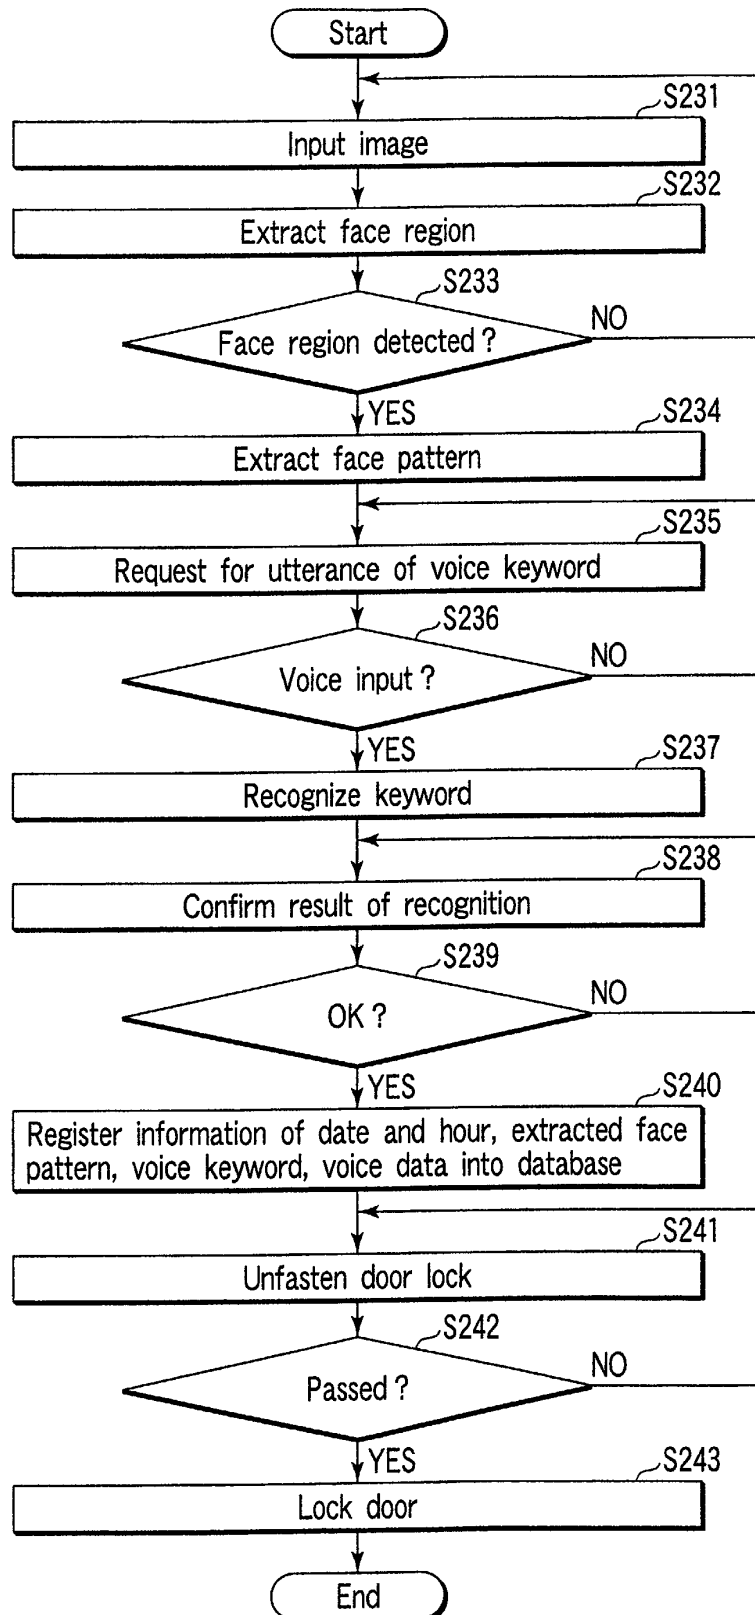 Start
S231
Input image
S232
Extract face region
S233
Face region detected ?
NO
YES
S234
Extract face pattern
S235
Request for utterance of voice keyword
S236
Voice input ?
NO
YES
S237
Recognize keyword
S238
Confirm result of recognition
S239
OK ?
NO
YES
S240
Register information of date and hour, extracted face
pattern, voice keyword, voice data into database
S241
Unfasten door lock
S242
Passed ?
NO
YES
S243
Lock door
End